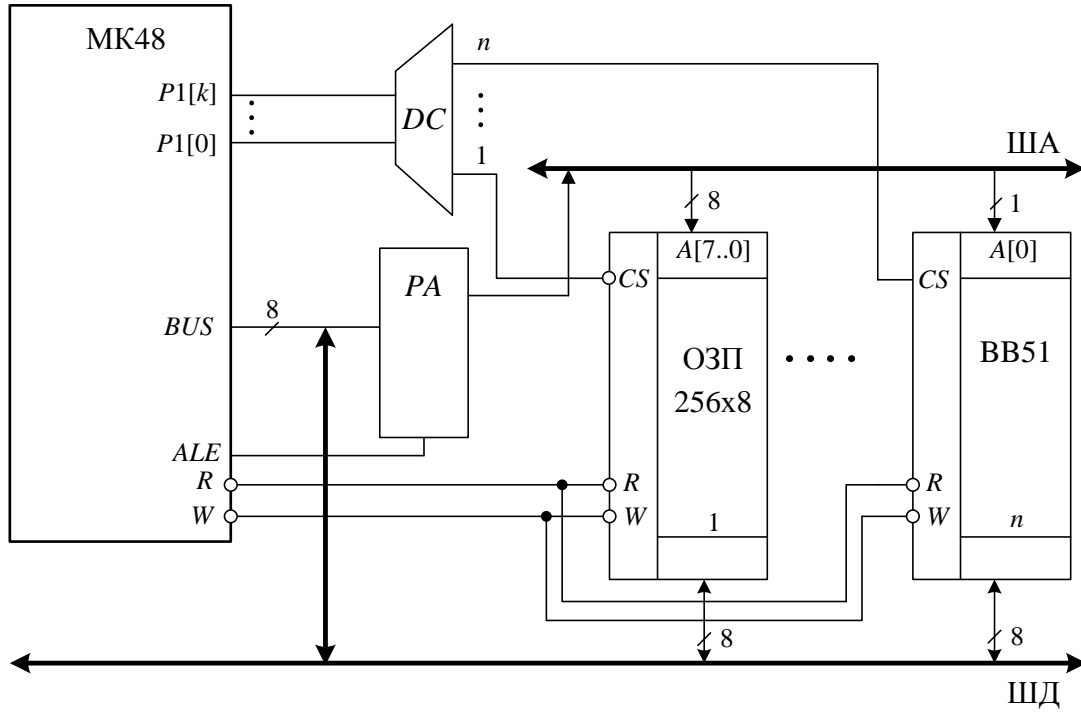 МК48
P1[k]
P1[0]
DC
n
1
ША
8
1
A[7..0]
A[0]
PA
CS
CS
BUS
8
ОЗП
256x8
ВВ51
ALE
R
R
R
W
W
W
1
n
8
8
ШД